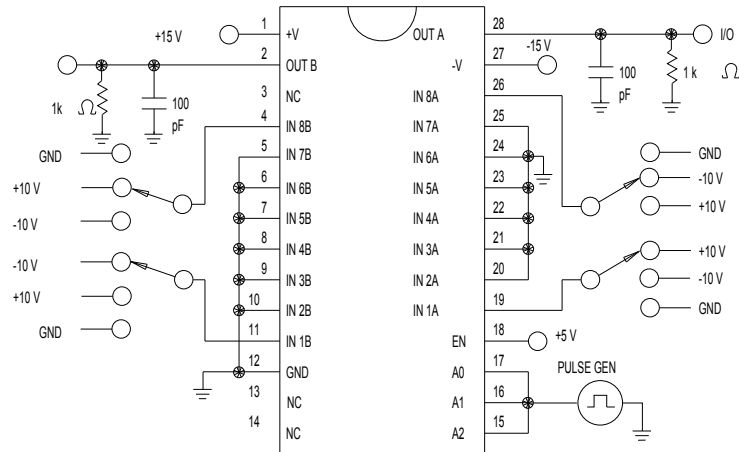 +15 V
1 +V
2 OUT B
3 NC
4 IN 8B
5 IN 7B
6 IN 6B
7 IN 5B
8 IN 4B
9 IN 3B
10 IN 2B
11 IN 1B
12 GND
13 NC
14 NC
1k Ω
100
pF
GND
+10 V
-10 V
-10 V
+10 V
GND
OUT A 28
-V 27
IN 8A 26
IN 7A 25
IN 6A 24
IN 5A 23
IN 4A 22
IN 3A 21
IN 2A 20
IN 1A 19
EN 18
A0 17
A1 16
A2 15
I/O
-15 V
100
pF
1 k Ω
GND
-10 V
+10 V
+10 V
-10 V
GND
+5 V
PULSE GEN